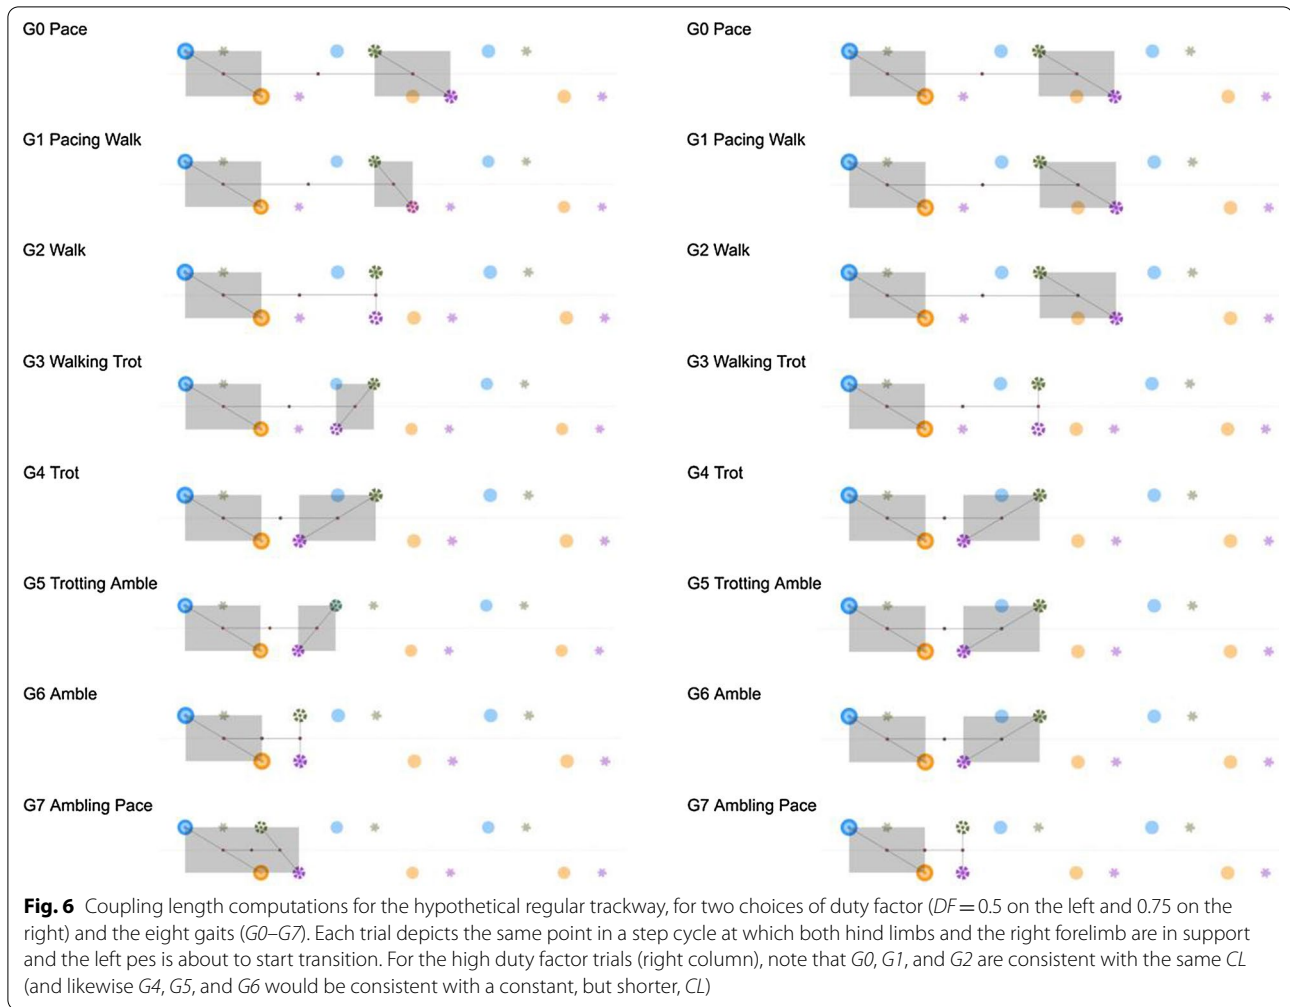 G0 Pace
G0 Pace
G1 Pacing Walk
G1 Pacing Walk
G2 Walk
G2 Walk
G3 Walking Trot
G3 Walking Trot
G4 Trot
G4 Trot
G5 Trotting Amble
G5 Trotting Amble
G6 Amble
G6 Amble
G7 Ambling Pace
G7 Ambling Pace
Fig. 6 Coupling length computations for the hypothetical regular trackway, for two choices of duty factor (DF = 0.5 on the left and 0.75 on the
right) and the eight gaits (G0–G7). Each trial depicts the same point in a step cycle at which both hind limbs and the right forelimb are in support
and the left pes is about to start transition. For the high duty factor trials (right column), note that G0, G1, and G2 are consistent with the same CL
(and likewise G4, G5, and G6 would be consistent with a constant, but shorter, CL)